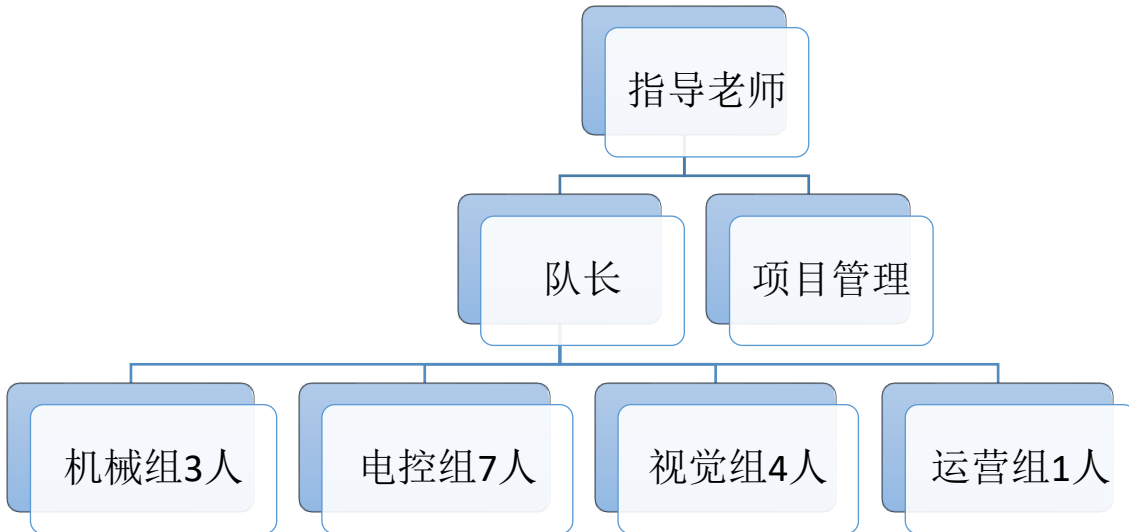 指导老师
队长
项目管理
机械组3人
电控组7人
视觉组4人
运营组1人